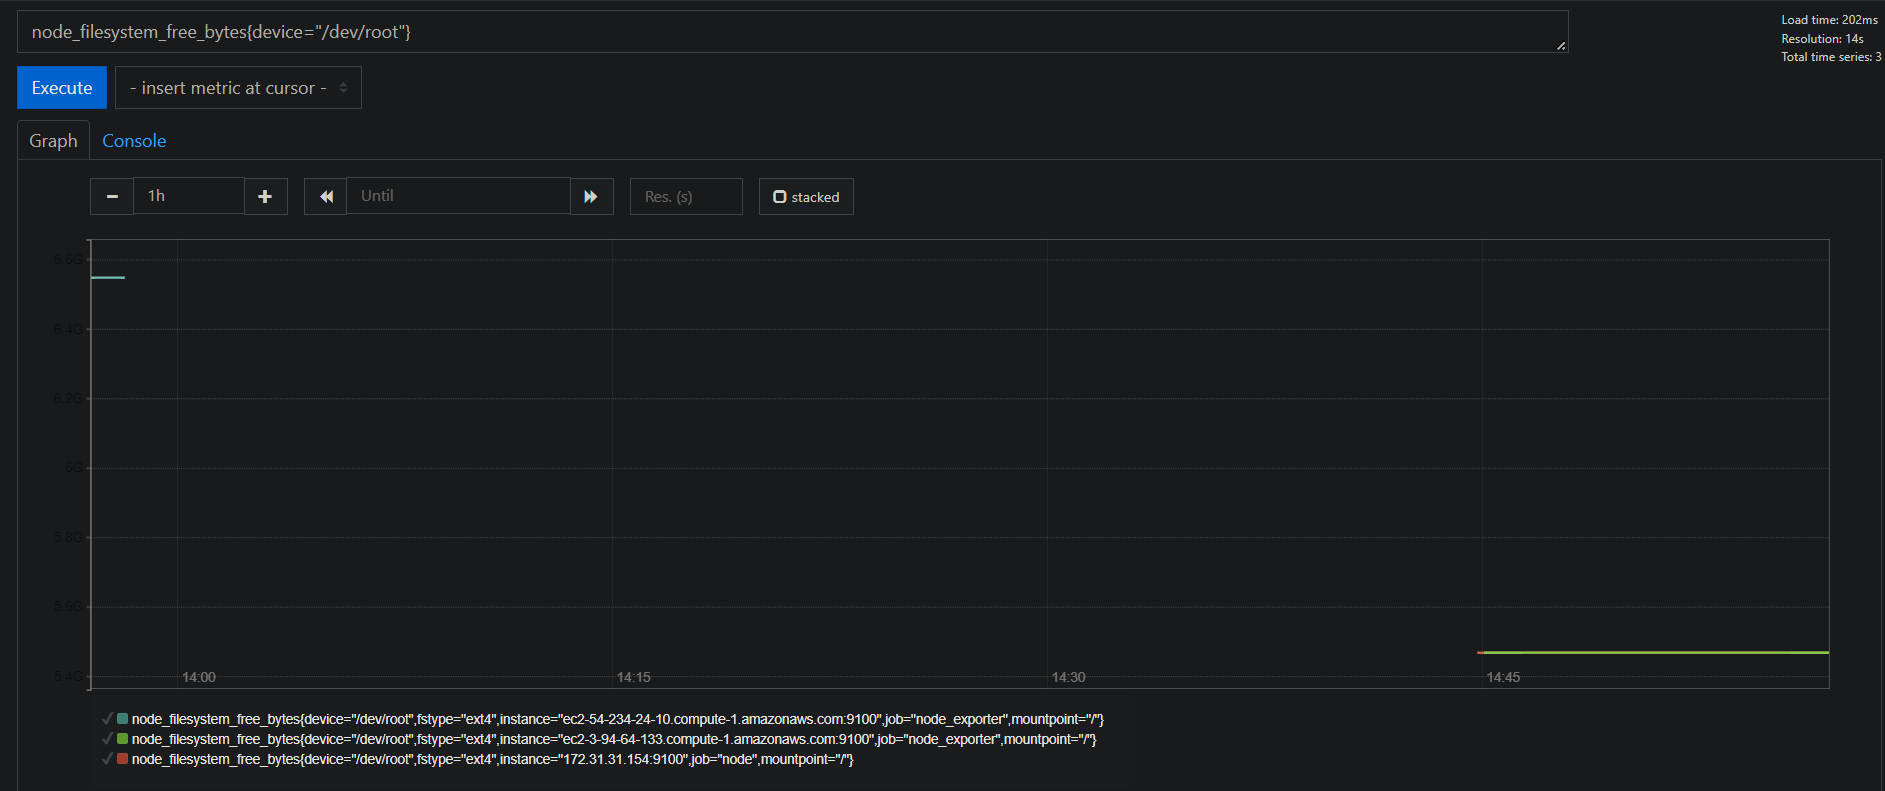 node_filesystem_free_bytes{device="/dev/root"}
Load time: 202ms
Resolution: 14s
Total time series: 3
Execute
- insert metric at cursor -
Graph
Console
1h
Until
Res. (s)
stacked
6.6G
6.4G
6.2G
6G
5.8G
5.6G
5.4G
14:00
14:15
14:30
14:45
node_filesystem_free_bytes{device="/dev/root",fstype="ext4",instance="ec2-54-234-24-10.compute-1.amazonaws.com:9100",job="node_exporter",mountpoint="/"}
node_filesystem_free_bytes{device="/dev/root",fstype="ext4",instance="ec2-3-94-64-133.compute-1.amazonaws.com:9100",job="node_exporter",mountpoint="/"}
node_filesystem_free_bytes{device="/dev/root",fstype="ext4",instance="172.31.31.154:9100",job="node",mountpoint="/"}